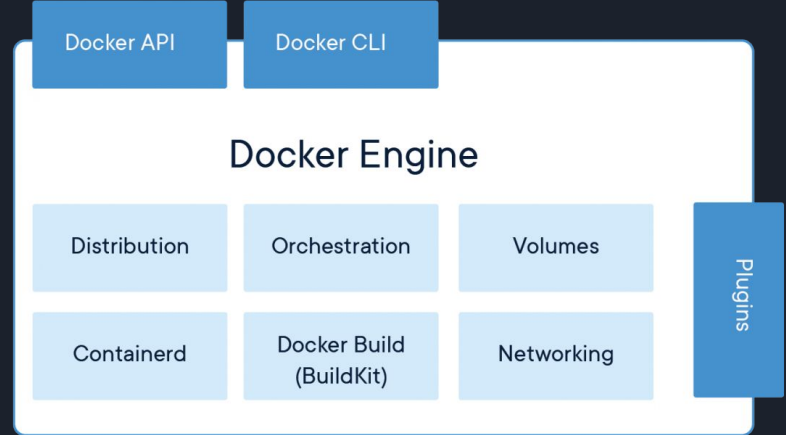 Docker API
Docker CLI
Docker Engine
Distribution
Orchestration
Volumes
Plugins
Containerd
Docker Build
(BuildKit)
Networking